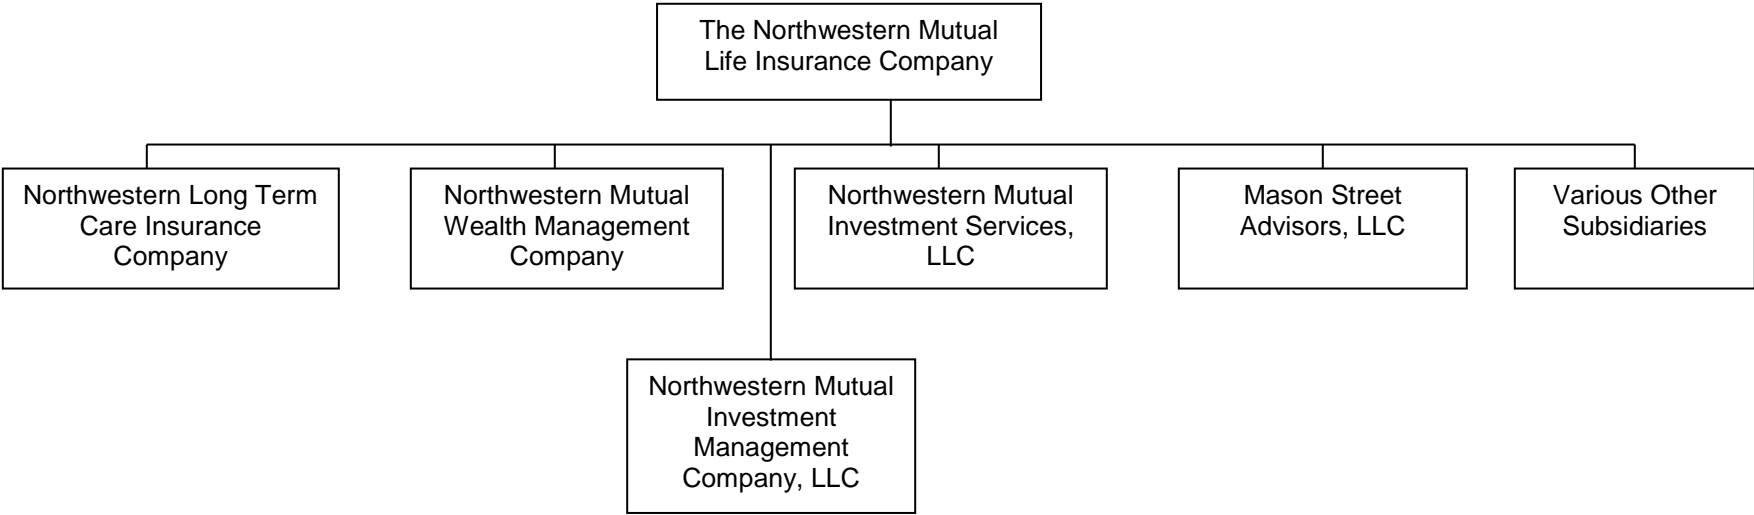 The Northwestern Mutual
Life Insurance Company
Northwestern Long Term
Care Insurance
Company
Northwestern Mutual
Wealth Management
Company
Northwestern Mutual
Investment Services,
LLC
Mason Street
Advisors, LLC
Various Other
Subsidiaries
Northwestern Mutual
Investment
Management
Company, LLC